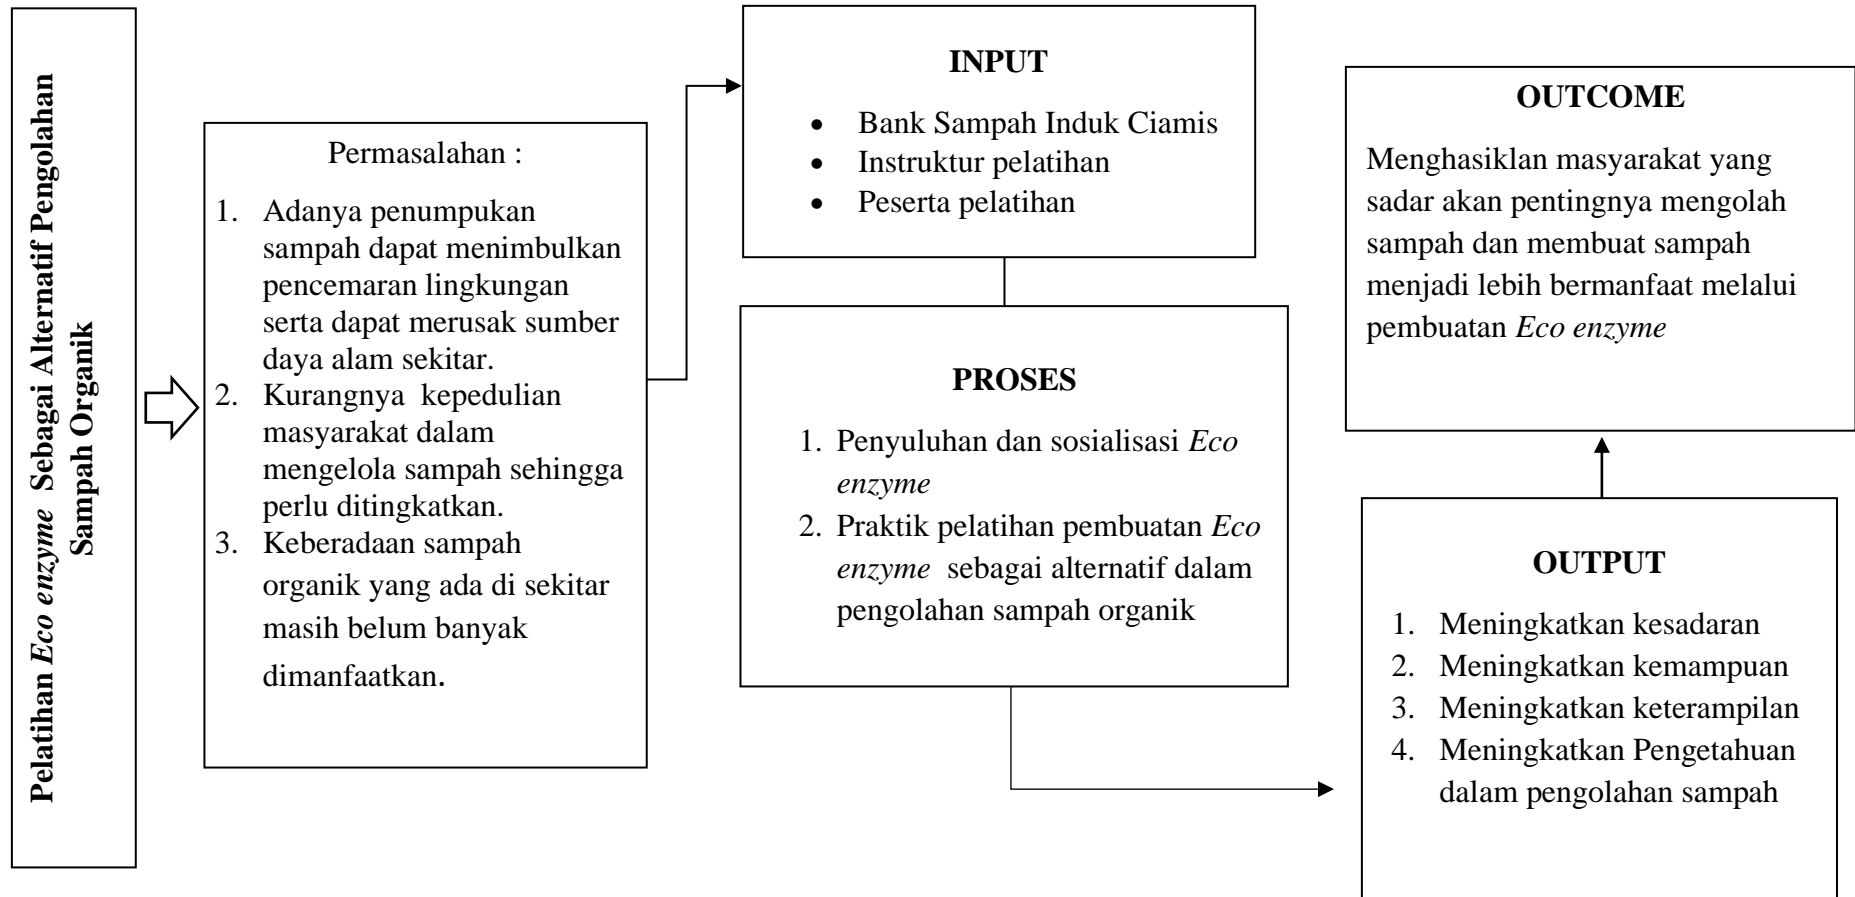 Pelatihan Eco enzyme Sebagai Alternatif Pengolahan
Sampah Organik
Permasalahan :
1. Adanya penumpukan
sampah dapat menimbulkan
pencemaran lingkungan
serta dapat merusak sumber
daya alam sekitar.
2. Kurangnya kepedulian
masyarakat dalam
mengelola sampah sehingga
perlu ditingkatkan.
3. Keberadaan sampah
organik yang ada di sekitar
masih belum banyak
dimanfaatkan.
INPUT
• Bank Sampah Induk Ciamis
• Instruktur pelatihan
• Peserta pelatihan
PROSES
1. Penyuluhan dan sosialisasi Eco
enzyme
2. Praktik pelatihan pembuatan Eco
enzyme sebagai alternatif dalam
pengolahan sampah organik
OUTCOME
Menghasiklan masyarakat yang
sadar akan pentingnya mengolah
sampah dan membuat sampah
menjadi lebih bermanfaat melalui
pembuatan Eco enzyme
OUTPUT
1. Meningkatkan kesadaran
2. Meningkatkan kemampuan
3. Meningkatkan keterampilan
4. Meningkatkan Pengetahuan
dalam pengolahan sampah